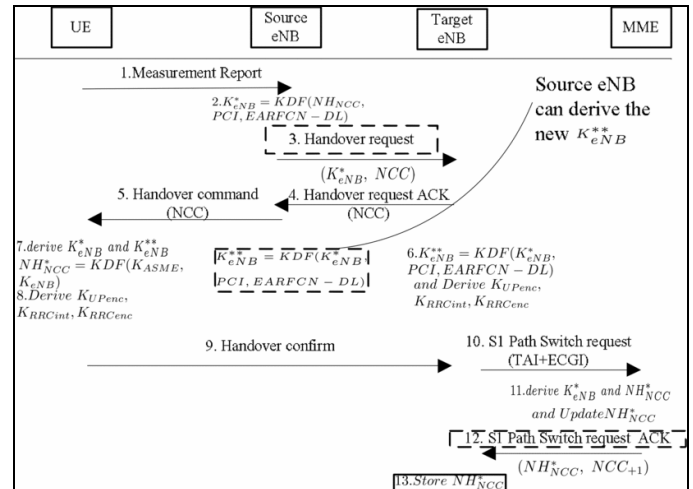 UE
Source
eNB
Target
eNB
MME
1.Measurement Report
2.K*eNB = KDF(NHNCC,
PCI, EARFCN-DL)
Source eNB
can derive the
new K**eNB
3. Handover request
(K*eNB, NCC)
5. Handover command
(NCC)
4. Handover request ACK
(NCC)
7.derive K*eNB and K**eNB
NH*NCC = KDF(KASME,
KeNB)
8.Derive KUPenc,
KRRCint, KRRCenc
K**eNB = KDF(K*eNB,
PCI, EARFCN - DL)
6.K**eNB = KDF(K*eNB,
PCI, EARFCN - DL)
and Derive KUPenc,
KRRCint, KRRCenc
9. Handover confirm
10. S1 Path Switch request
(TAI+ECGI)
11.derive K*eNB and NH*NCC
and UpdateNH*NCC
12. S1 Path Switch request ACK
(NH*NCC, NCC+1)
13.Store NH*NCC